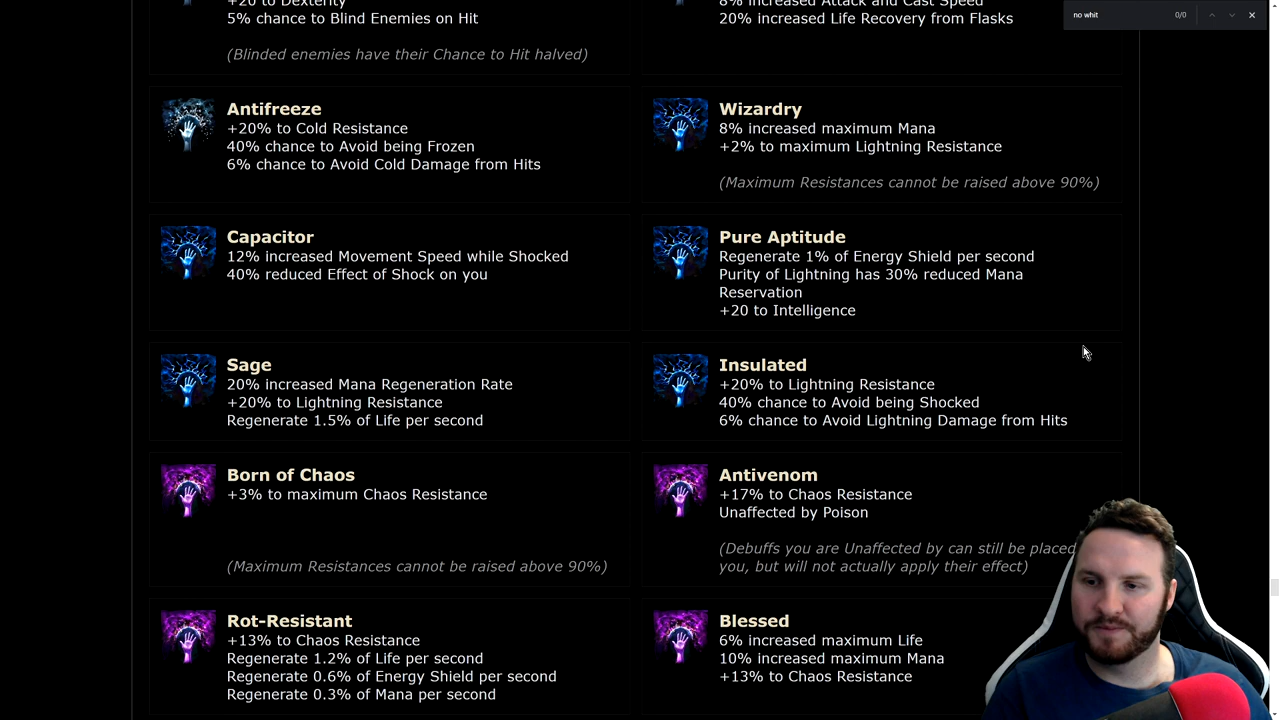 +20 to Dexterity
5% chance to Blind Enemies on Hit
(Blinded enemies have their Chance to Hit halved)
8% increased Attack and Cast Speed
20% increased Life Recovery from Flasks
no whit 0/0
Antifreeze
+20% to Cold Resistance
40% chance to Avoid being Frozen
6% chance to Avoid Cold Damage from Hits
Wizardry
8% increased maximum Mana
+2% to maximum Lightning Resistance
(Maximum Resistances cannot be raised above 90%)
Capacitor
12% increased Movement Speed while Shocked
40% reduced Effect of Shock on you
Pure Aptitude
Regenerate 1% of Energy Shield per second
Purity of Lightning has 30% reduced Mana
Reservation
+20 to Intelligence
Sage
20% increased Mana Regeneration Rate
+20% to Lightning Resistance
Regenerate 1.5% of Life per second
Insulated
+20% to Lightning Resistance
40% chance to Avoid being Shocked
6% chance to Avoid Lightning Damage from Hits
Born of Chaos
+3% to maximum Chaos Resistance
(Maximum Resistances cannot be raised above 90%)
Antivenom
+17% to Chaos Resistance
Unaffected by Poison
(Debuffs you are Unaffected by can still be placed
you, but will not actually apply their effect)
Rot-Resistant
+13% to Chaos Resistance
Regenerate 1.2% of Life per second
Regenerate 0.6% of Energy Shield per second
Regenerate 0.3% of Mana per second
Blessed
6% increased maximum Life
10% increased maximum Mana
+13% to Chaos Resistance